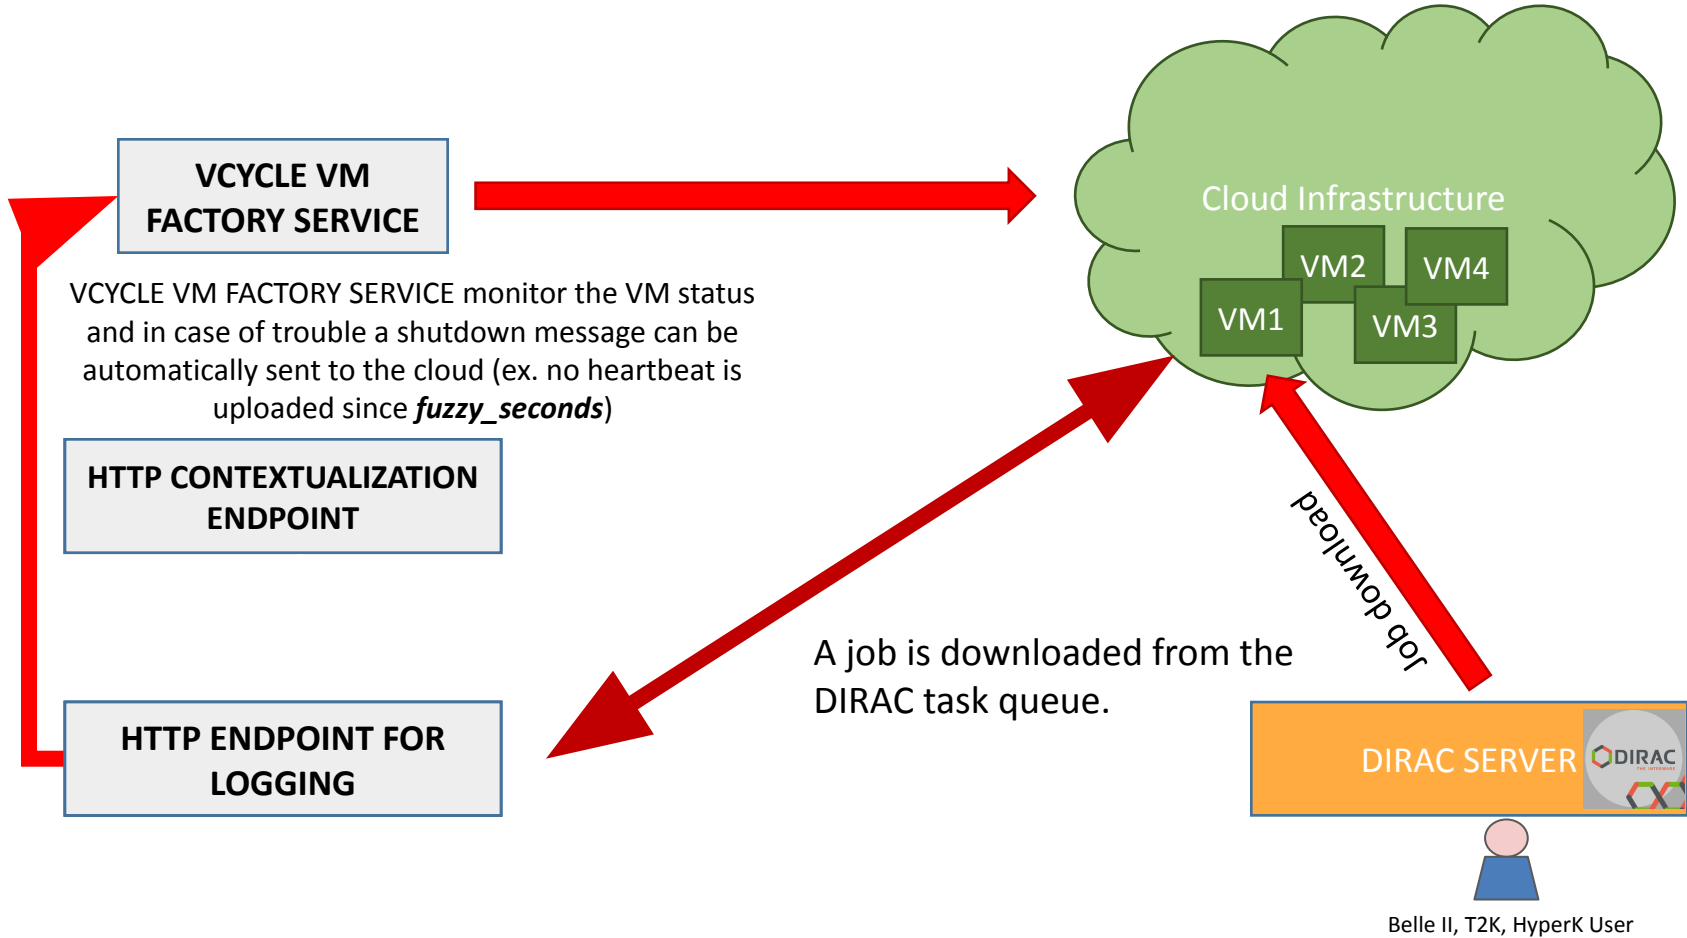 VCYCLE VM
FACTORY SERVICE
Cloud Infrastructure
VM2
VM4
VM1
VM3
VCYCLE VM FACTORY SERVICE monitor the VM status
and in case of trouble a shutdown message can be
automatically sent to the cloud (ex. no heartbeat is
uploaded since fuzzy_seconds)
HTTP CONTEXTUALIZATION
ENDPOINT
Job download
A job is downloaded from the
DIRAC task queue.
HTTP ENDPOINT FOR
LOGGING
DIRAC SERVER
DIRAC
THE INTERWARE
Belle II, T2K, HyperK User